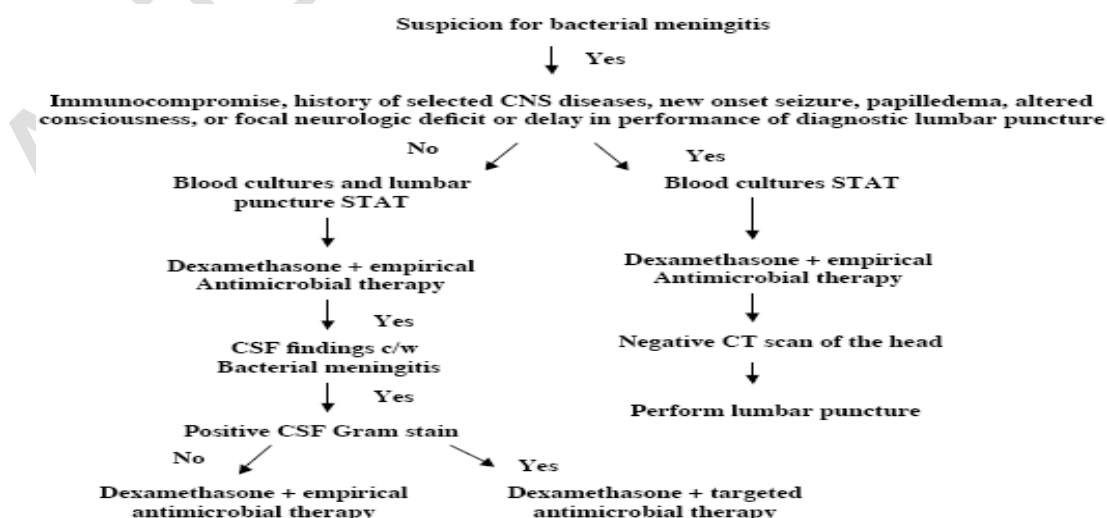 Suspicion for bacterial meningitis
Yes
Immunocompromise, history of selected CNS diseases, new onset seizure, papilledema, altered
consciousness, or focal neurologic deficit or delay in performance of diagnostic lumbar puncture
No
Yes
Blood cultures and lumbar
puncture STAT
Blood cultures STAT
Dexamethasone + empirical
Antimicrobial therapy
Dexamethasone + empirical
Antimicrobial therapy
Yes
CSF findings c/w
Bacterial meningitis
Negative CT scan of the head
Yes
Perform lumbar puncture
Positive CSF Gram stain
No
Yes
Dexamethasone + empirical
antimicrobial therapy
Dexamethasone + targeted
antimicrobial therapy